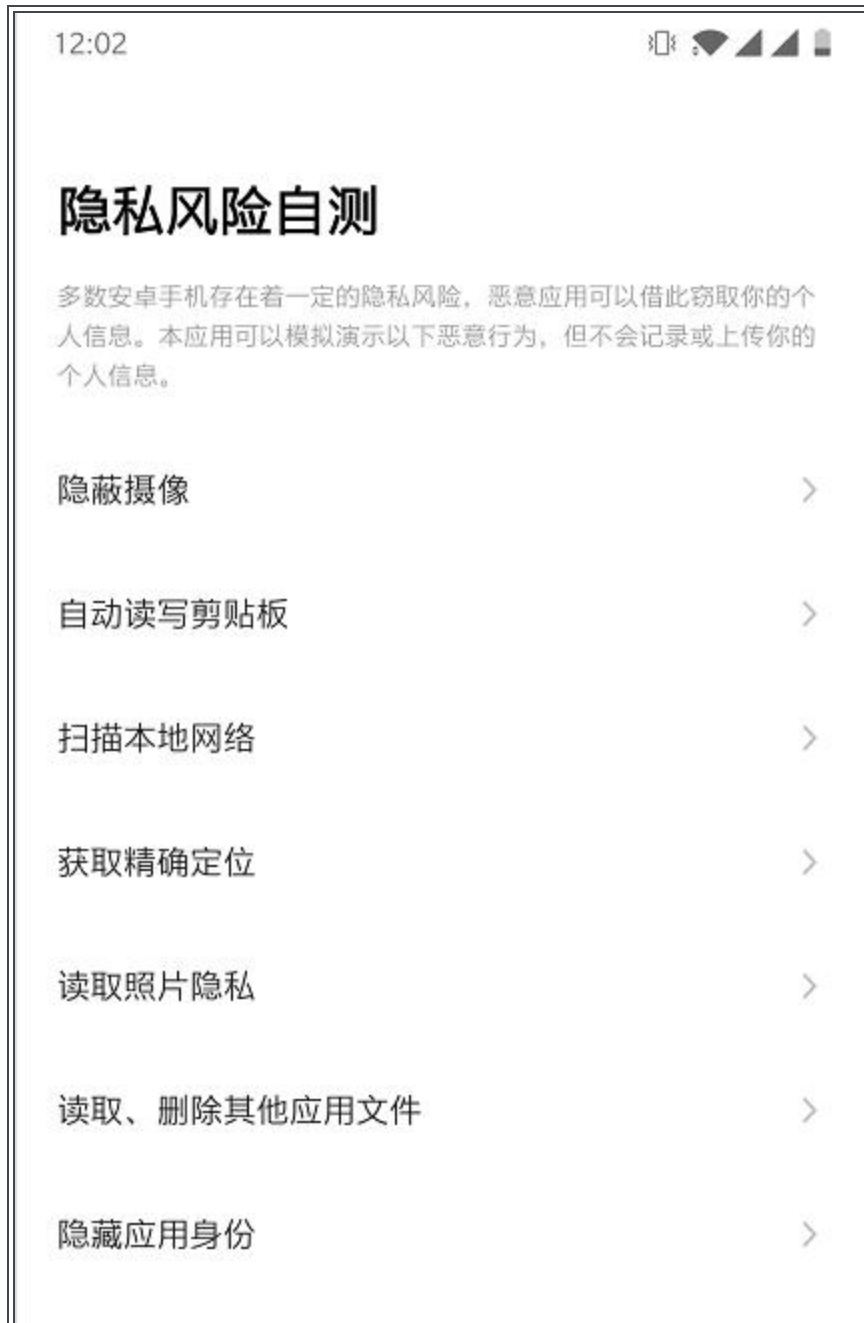 12:02
隐私风险自测
多数安卓手机存在着一定的隐私风险，恶意应用可以借此窃取你的个
人信息。本应用可以模拟演示以下恶意行为，但不会记录或上传你的
个人信息。
隐蔽摄像
自动读写剪贴板
扫描本地网络
获取精确定位
读取照片隐私
读取、删除其他应用文件
隐藏应用身份